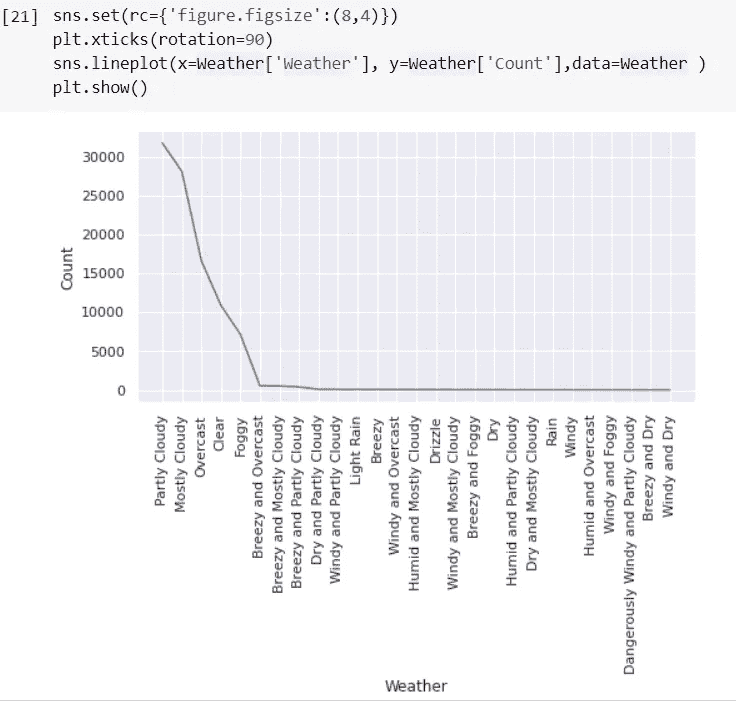 [21] sns.set(rc={'figure.figsize':(8,4)})
plt.xticks(rotation=90)
sns.lineplot(x=Weather['Weather'], y=Weather['Count'],data=Weather )
plt.show()
30000
25000
20000
15000
10000
5000
0
Count
Partly Cloudy
Mostly Cloudy
Overcast
Clear
Foggy
Breezy and Overcast
Breezy and Mostly Cloudy
Breezy and Partly Cloudy
Dry and Partly Cloudy
Windy and Partly Cloudy
Light Rain
Breezy
Windy and Overcast
Humid and Mostly Cloudy
Drizzle
Windy and Mostly Cloudy
Breezy and Foggy
Dry
Humid and Partly Cloudy
Dry and Mostly Cloudy
Rain
Windy
Humid and Overcast
Windy and Foggy
Dangerously Windy and Partly Cloudy
Breezy and Dry
Windy and Dry
Weather